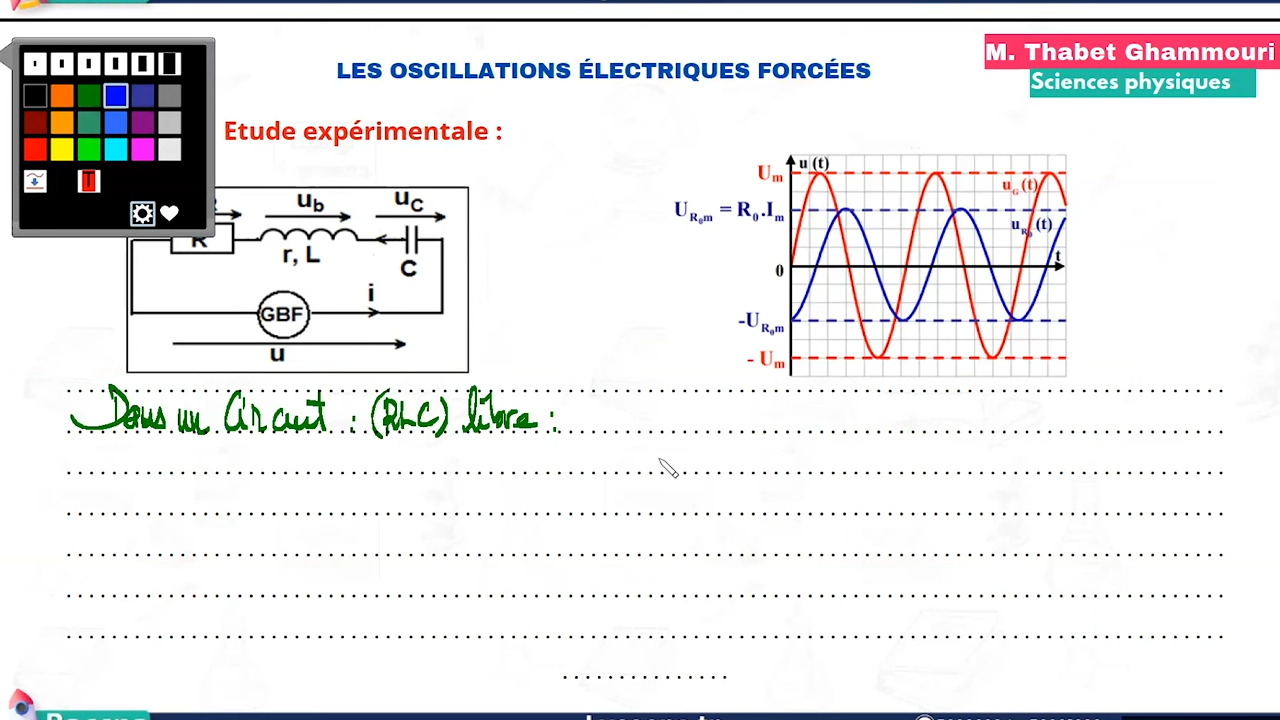 M. Thabet Ghammouri
LES OSCILLATIONS ÉLECTRIQUES FORCÉES
Sciences physiques
Etude expérimentale :
T
u_b
u_C
R
r, L
C
i
GBF
u
u (t)
U_m
u_G(t)
U_R₀m = R₀.I_m
u_R₀(t)
t
0
-U_R₀m
- U_m
Dans un Circuit : (RLC) libre :